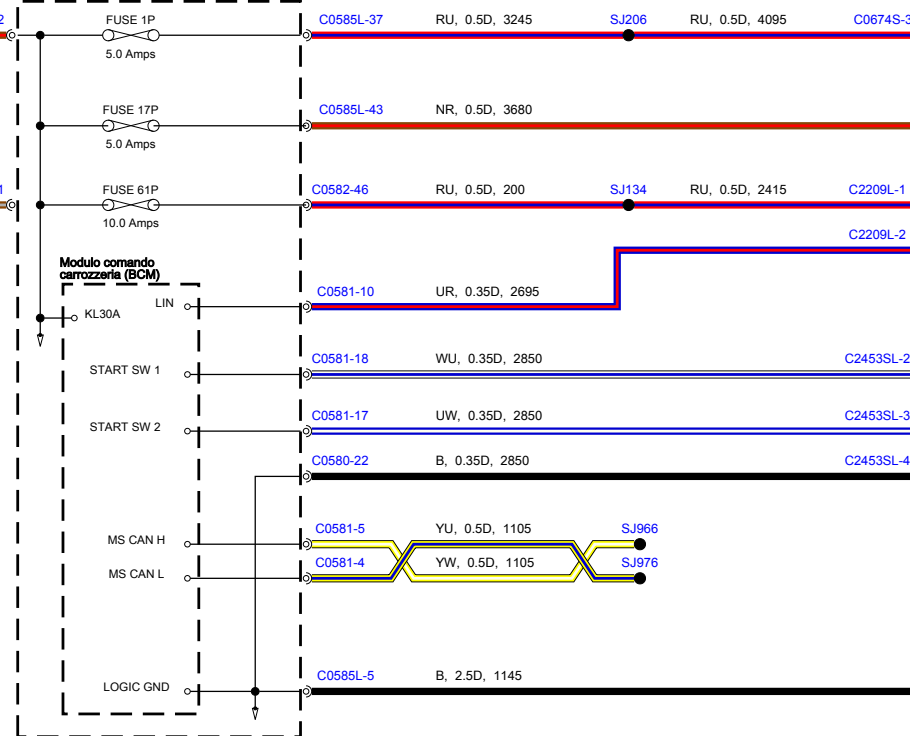 2 FUSE 1P C0585L-37 RU, 0.5D, 3245 SJ206 RU, 0.5D, 4095 C0674S-3
5.0 Amps
FUSE 17P C0585L-43 NR, 0.5D, 3680
5.0 Amps
1 FUSE 61P C0582-46 RU, 0.5D, 200 SJ134 RU, 0.5D, 2415 C2209L-1
10.0 Amps
C2209L-2
Modulo comando
carrozzeria (BCM)
KL30A LIN C0581-10 UR, 0.35D, 2695
START SW 1 C0581-18 WU, 0.35D, 2850 C2453SL-2
START SW 2 C0581-17 UW, 0.35D, 2850 C2453SL-3
C0580-22 B, 0.35D, 2850 C2453SL-4
MS CAN H C0581-5 YU, 0.5D, 1105 SJ966
MS CAN L C0581-4 YW, 0.5D, 1105 SJ976
LOGIC GND C0585L-5 B, 2.5D, 1145